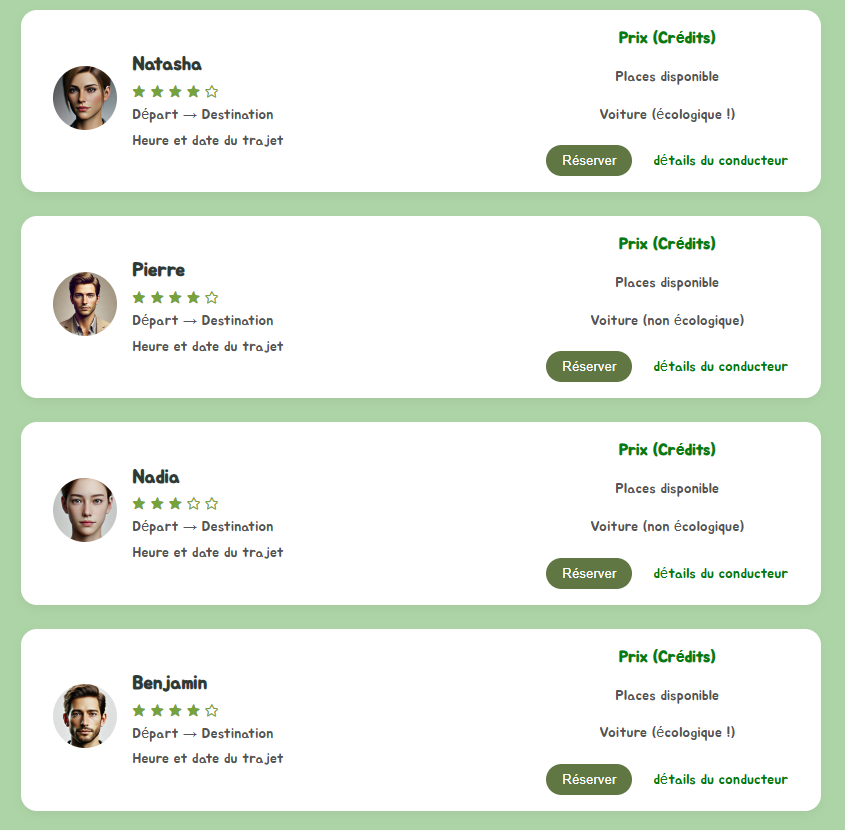 Natasha
Départ → Destination
Heure et date du trajet
Prix (Crédits)
Places disponible
Voiture (écologique !)
Réserver
détails du conducteur
Pierre
Départ → Destination
Heure et date du trajet
Prix (Crédits)
Places disponible
Voiture (non écologique)
Réserver
détails du conducteur
Nadia
Départ → Destination
Heure et date du trajet
Prix (Crédits)
Places disponible
Voiture (non écologique)
Réserver
détails du conducteur
Benjamin
Départ → Destination
Heure et date du trajet
Prix (Crédits)
Places disponible
Voiture (écologique !)
Réserver
détails du conducteur